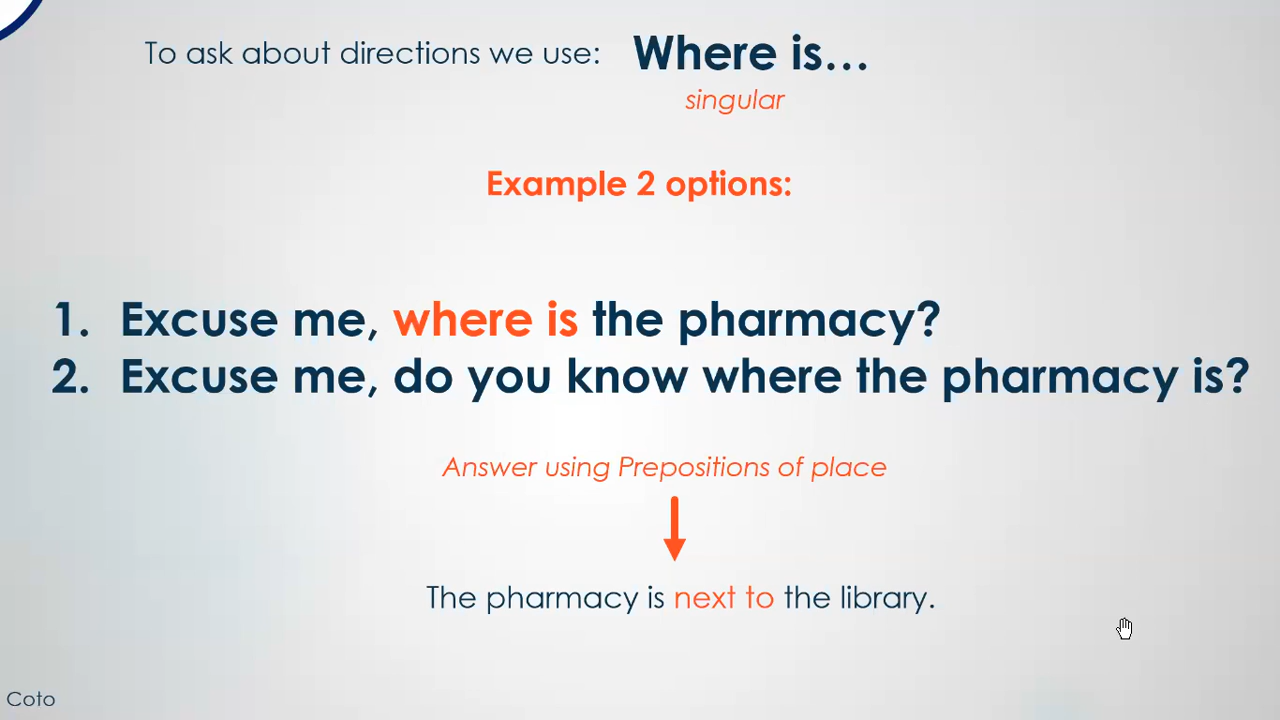 To ask about directions we use: Where is...
singular
Example 2 options:
1. Excuse me, where is the pharmacy?
2. Excuse me, do you know where the pharmacy is?
Answer using Prepositions of place
The pharmacy is next to the library.
Coto